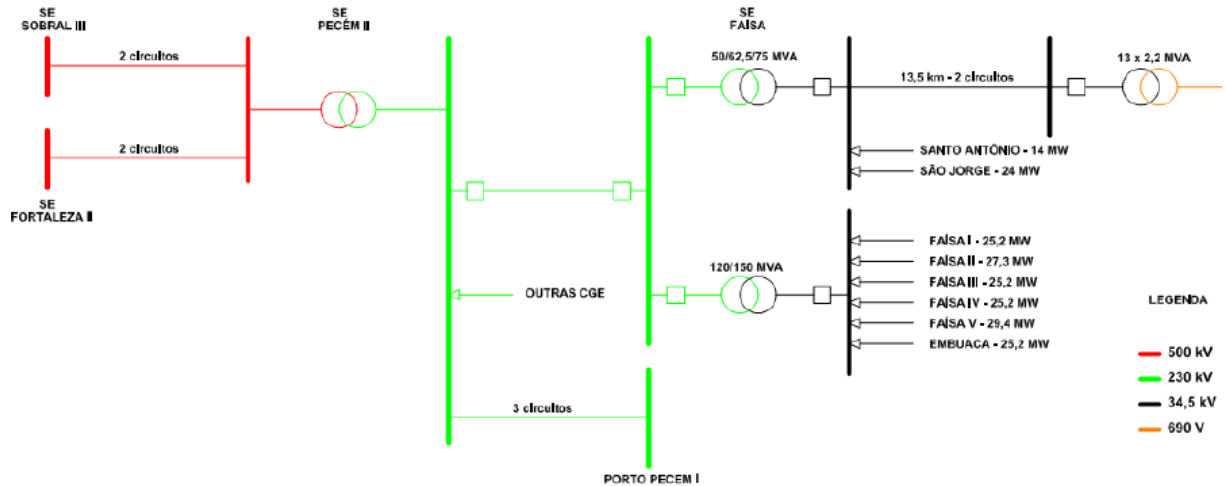 SE
SOBRAL III
SE
PECÉM II
SE
FAÍSA
2 circuitos
50/62,5/75 MVA
13,5 km - 2 circuitos
13 x 2,2 MVA
2 circuitos
SANTO ANTÔNIO - 14 MW
SÃO JORGE - 24 MW
SE
FORTALEZA II
FAÍSA I - 25,2 MW
FAÍSA II - 27,3 MW
120/150 MVA
FAÍSA III - 25,2 MW
OUTRAS CGE
FAÍSA IV - 25,2 MW
FAÍSA V - 29,4 MW
EMBUACA - 25,2 MW
LEGENDA
500 kV
230 kV
34,5 kV
690 V
3 circuitos
PORTO PECEM I